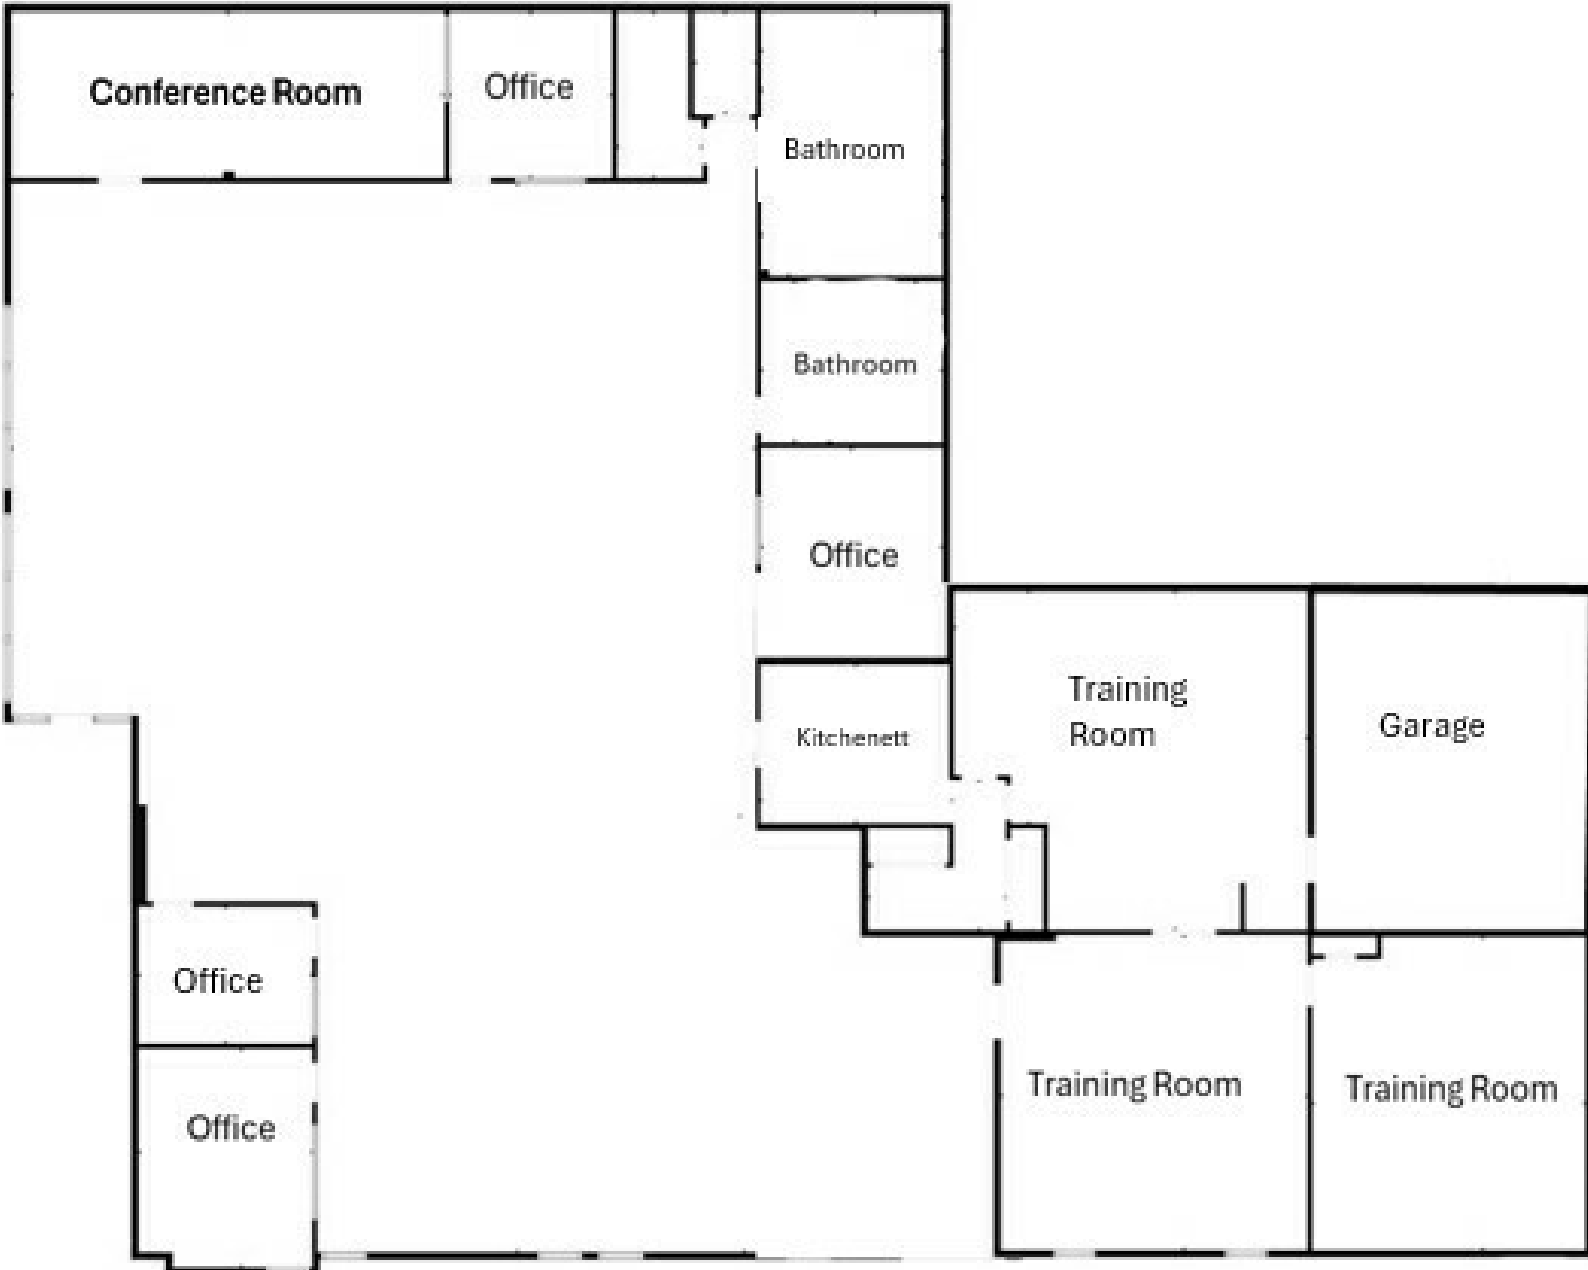 Conference Room
Office
Bathroom
Bathroom
Office
Training
Room
Garage
Kitchenett
Office
Training Room
Training Room
Office